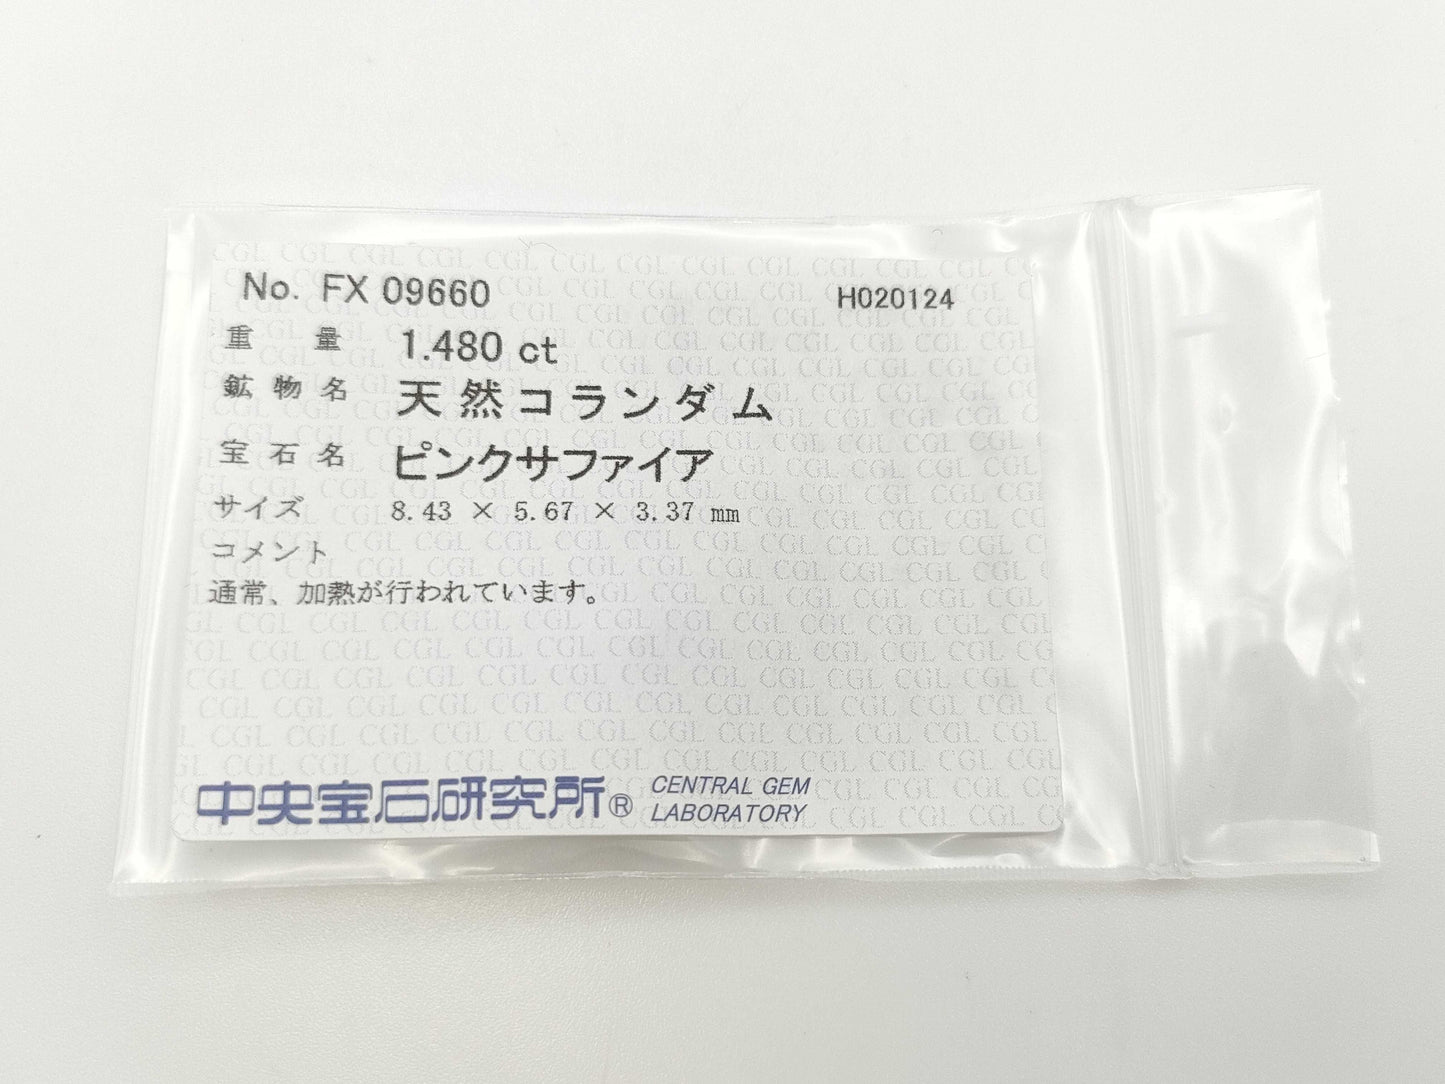 No. FX 09660 H020124
重量 1.480 ct
鉱物名 天然コランダム
宝石名 ピンクサファイア
サイズ 8.43 × 5.67 × 3.37 mm
コメント
通常、加熱が行われています。
中央宝石研究所® CENTRAL GEM
LABORATORY